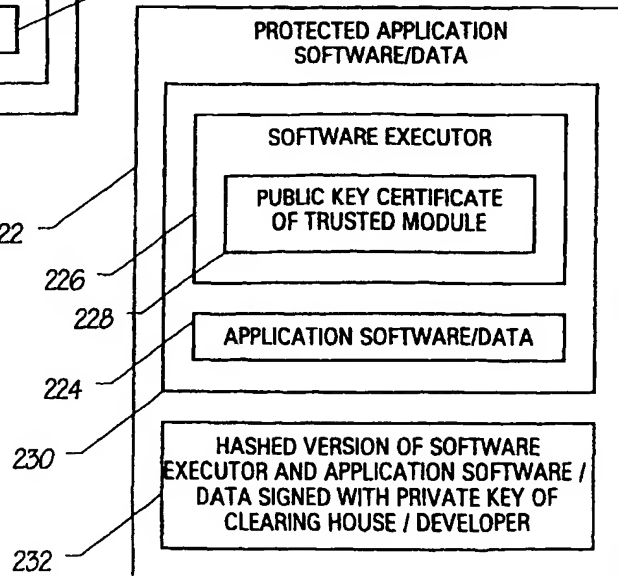 PROTECTED APPLICATION
SOFTWARE/DATA
SOFTWARE EXECUTOR
PUBLIC KEY CERTIFICATE
OF TRUSTED MODULE
22
226
228
APPLICATION SOFTWARE/DATA
224
230
HASHED VERSION OF SOFTWARE
EXECUTOR AND APPLICATION SOFTWARE /
DATA SIGNED WITH PRIVATE KEY OF
CLEARING HOUSE / DEVELOPER
232